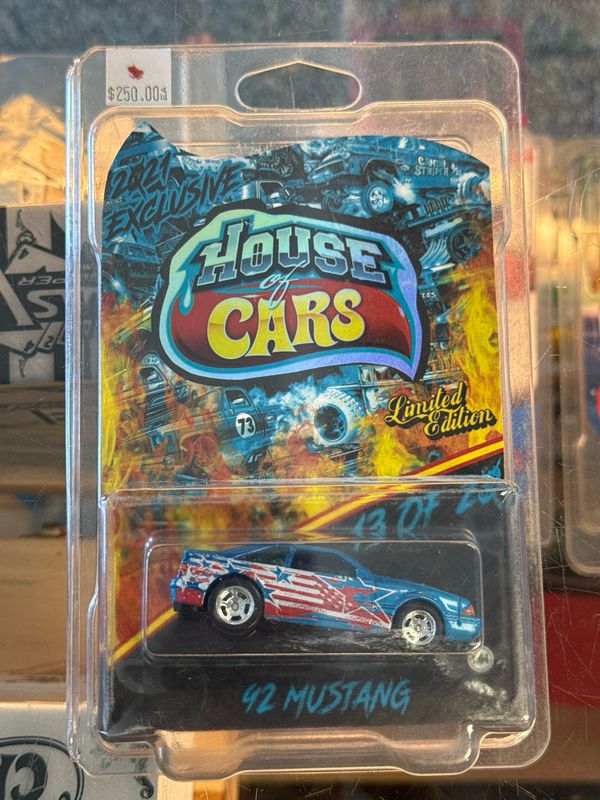 $250.00
2021
EXCLUSIVE
HOUSE
of
CARS
Limited
Edition
73
13 OF
92 MUSTANG